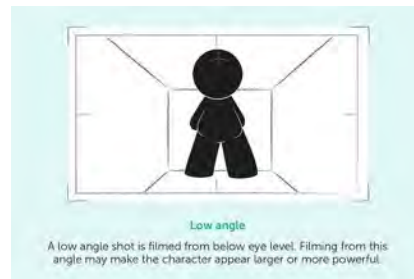 Low angle
A low angle shot is filmed from below eye level. Filming from this
angle may make the character appear larger or more powerful.